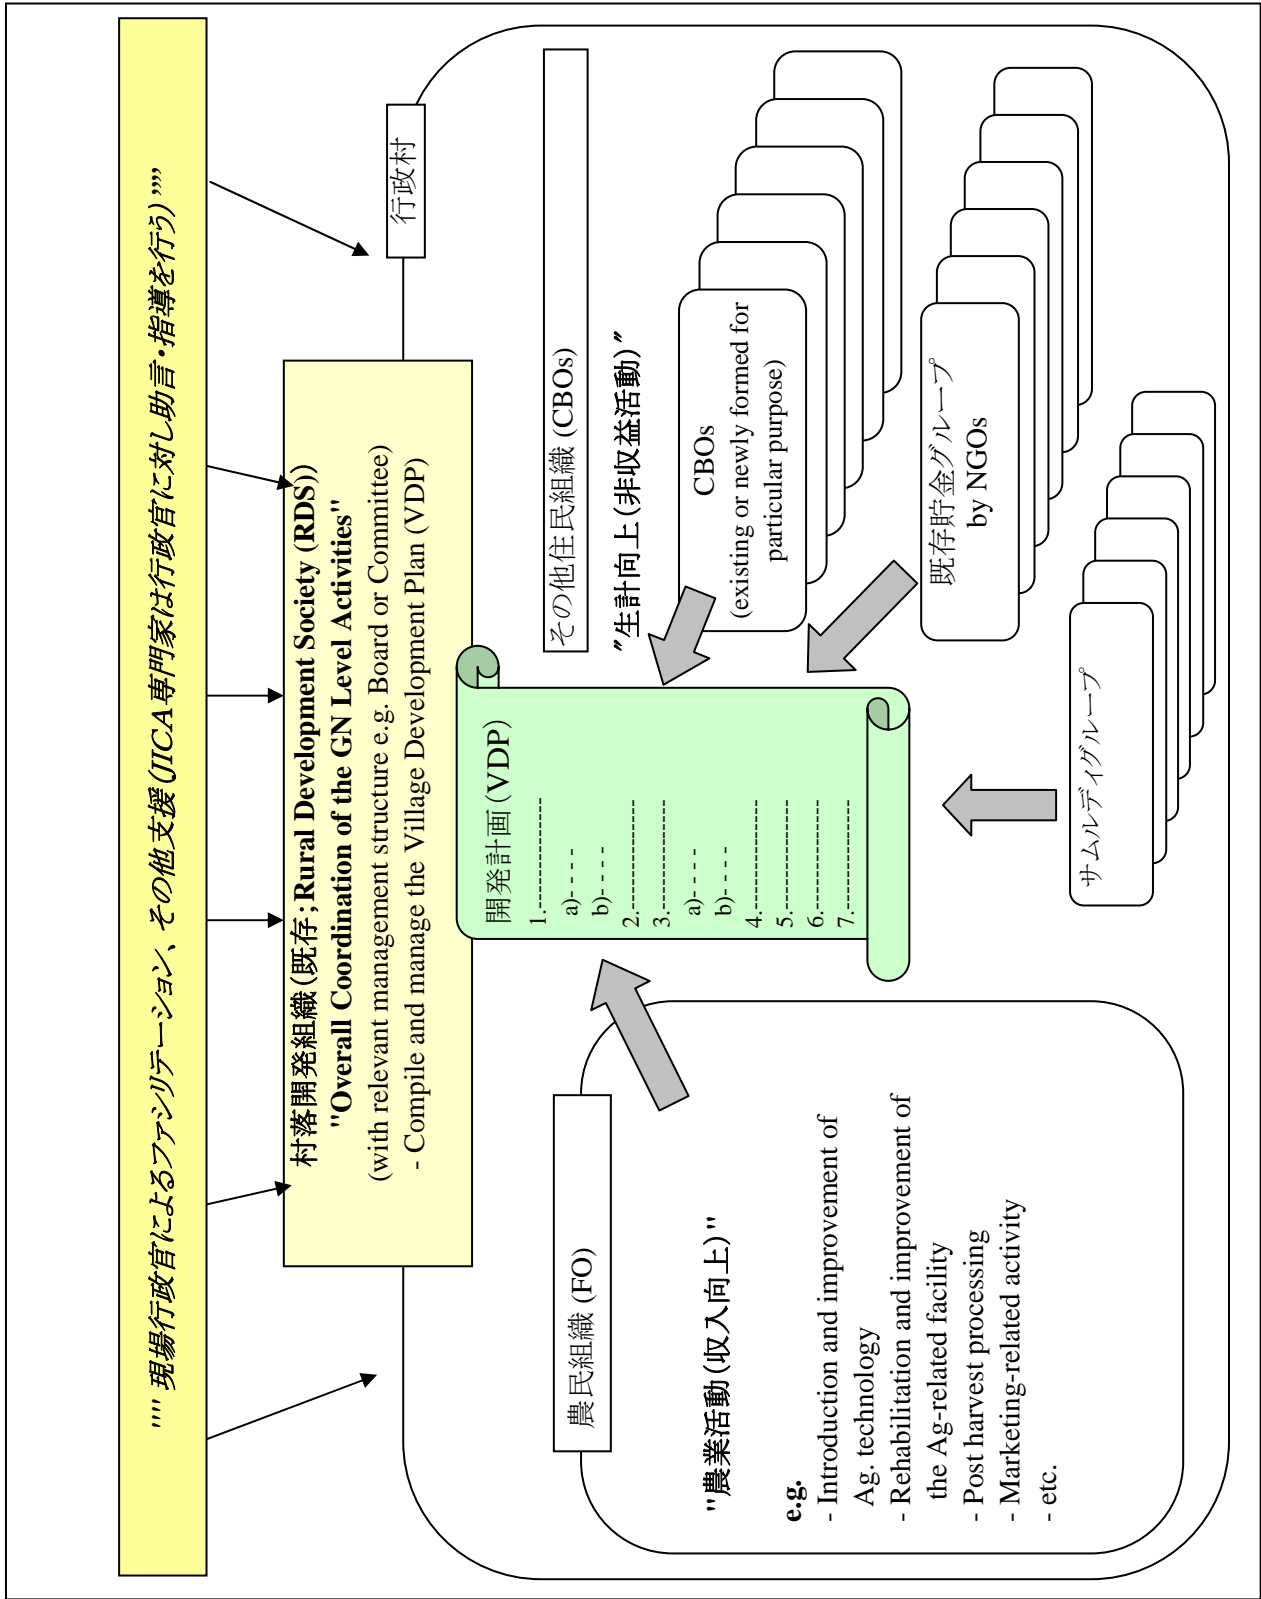 """" 現場行政官によるファシリテーション、その他支援(JICA専門家は行政官に対し助言・指導を行う) """"
行政村
村落開発組織(既存;Rural Development Society (RDS))
"Overall Coordination of the GN Level Activities"
(with relevant management structure e.g. Board or Committee)
- Compile and manage the Village Development Plan (VDP)
農民組織 (FO)
"農業活動(収入向上)"
e.g.
- Introduction and improvement of
Ag. technology
- Rehabilitation and improvement of
the Ag-related facility
- Post harvest processing
- Marketing-related activity
- etc.
開発計画(VDP)
1.-------------
a)- - - -
b)- - - -
2.-------------
3.-------------
a)- - - -
b)- - - -
4.-------------
5.-------------
6.-------------
7.-------------
その他住民組織 (CBOs)
"生計向上(非収益活動)"
CBOs
(existing or newly formed for
particular purpose)
既存貯金グループ
by NGOs
サムルディグループ